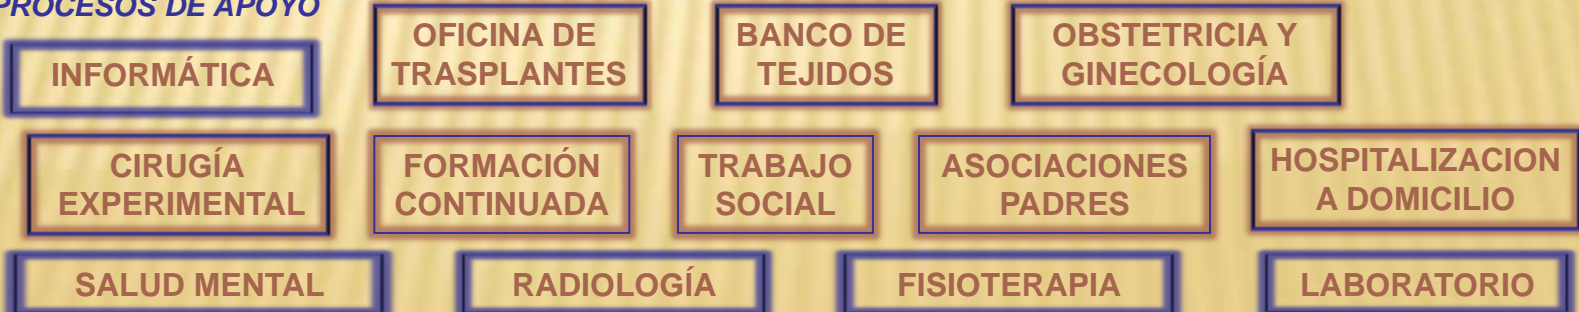 PROCESOS DE APOYO
INFORMÁTICA
OFICINA DE
TRASPLANTES
BANCO DE
TEJIDOS
OBSTETRICIA Y
GINECOLOGÍA
CIRUGÍA
EXPERIMENTAL
FORMACIÓN
CONTINUADA
TRABAJO
SOCIAL
ASOCIACIONES
PADRES
HOSPITALIZACION
A DOMICILIO
SALUD MENTAL
RADIOLOGÍA
FISIOTERAPIA
LABORATORIO